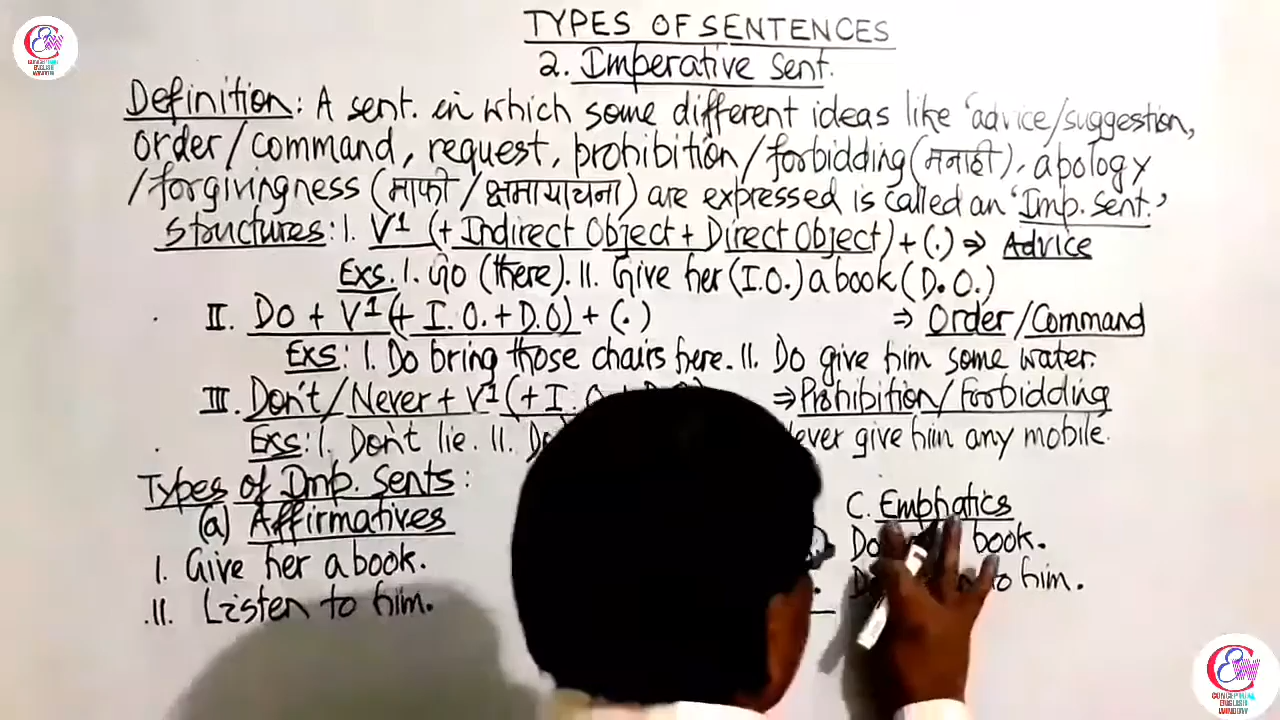 TYPES OF SENTENCES
2. Imperative Sent.
Definition: A sent. in which some different ideas like 'advice/suggestion,
order/command, request, prohibition/forbidding (मनाही), apology
/forgivingness (माफी/क्षमायाचना) are expressed is called an 'Imp. sent.'
Structures: I. V1 (+ Indirect Object + Direct Object) + (.) ⇒ Advice
Exs. I. Go (there). II. Give her (I.O.) a book (D.O.)
II. Do + V1 (+ I.O. + D.O) + (.) ⇒ Order/Command
Exs: I. Do bring those chairs here. II. Do give him some water.
III. Don't/Never + V1 (+ I. ⇒ Prohibition/Forbidding
Exs: I. Don't lie. II. give him any mobile.
Types of Imp. Sents:
(a) Affirmatives C. Emphatics
I. Give her a book. Do book.
II. Listen to him. to him.
CONCEPTUAL
ENGLISH
WINDOW